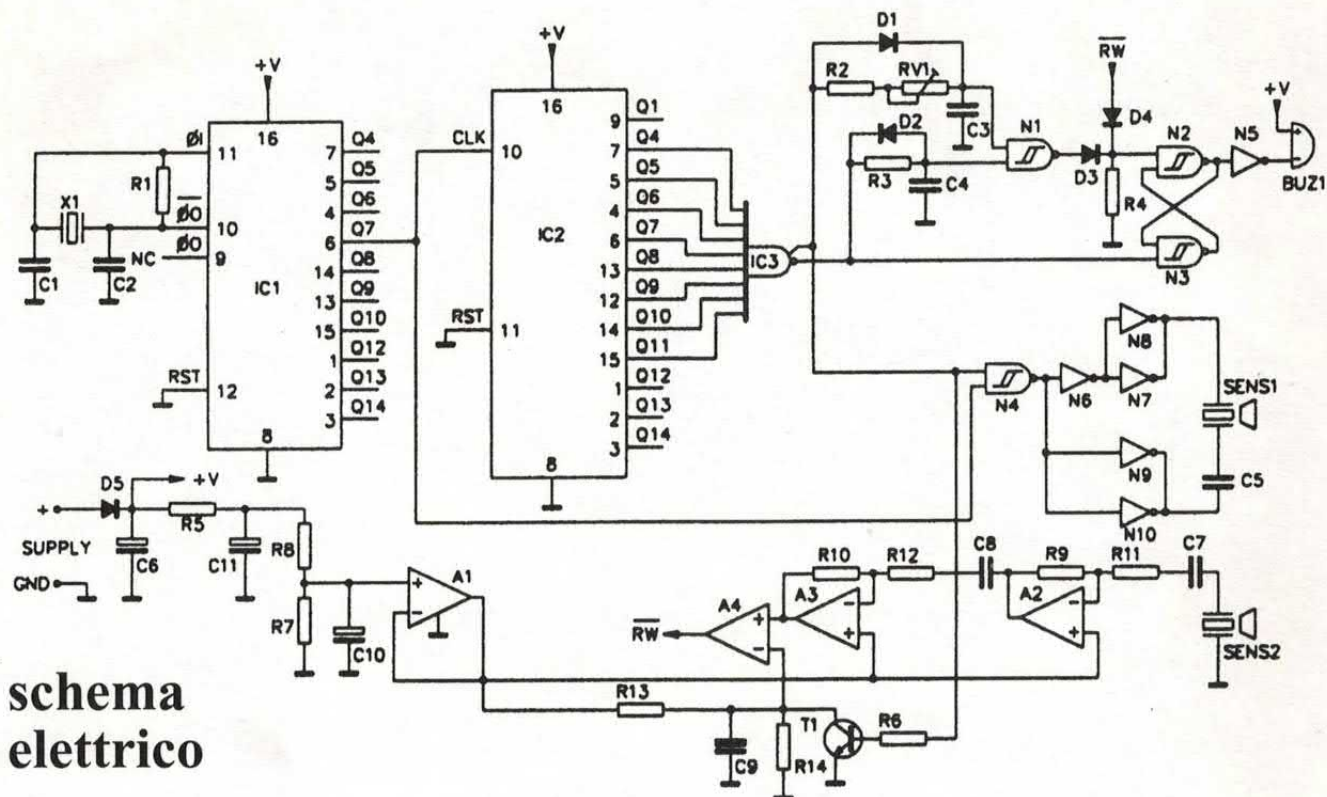 +V
16
ØI
11
R1
X1
ØO
10
ØO
9
NC
C1
C2
IC1
RST
12
8
Q4
7
Q5
5
Q6
4
Q7
6
Q8
14
Q9
13
Q10
15
Q12
1
Q13
2
Q14
3
+V
16
CLK
10
IC2
RST
11
8
Q1
9
Q4
7
Q5
5
Q6
4
Q7
6
Q8
13
Q9
12
Q10
14
Q11
15
Q12
1
Q13
2
Q14
3
IC3
D1
R2
RV1
C3
D2
R3
C4
N1
RW
D4
D3
R4
N2
N3
N5
+V
BUZ1
N4
N6
N8
N7
N9
N10
SENS1
C5
D5
+V
+
SUPPLY
GND
C6
R5
C11
R8
R7
C10
A1
+
-
RW
A4
+
-
R10
A3
-
+
R12
C8
R9
A2
-
+
R11
C7
SENS2
R13
C9
R14
T1
R6
schema
elettrico